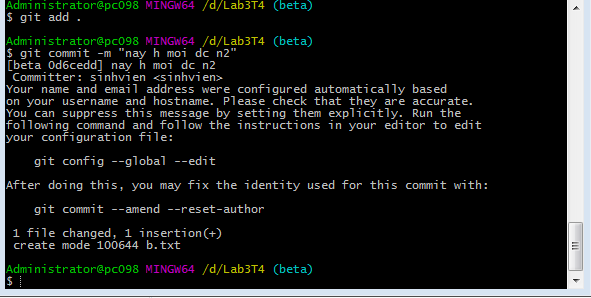 Administrator@pc098 MINGW64 /d/Lab3T4 (beta)
$ git add .
Administrator@pc098 MINGW64 /d/Lab3T4 (beta)
$ git commit -m "nay h moi dc n2"
[beta 0d6cedd] nay h moi dc n2
 Committer: sinhvien <sinhvien>
Your name and email address were configured automatically based
on your username and hostname. Please check that they are accurate.
You can suppress this message by setting them explicitly. Run the
following command and follow the instructions in your editor to edit
your configuration file:
    git config --global --edit
After doing this, you may fix the identity used for this commit with:
    git commit --amend --reset-author
 1 file changed, 1 insertion(+)
 create mode 100644 b.txt
Administrator@pc098 MINGW64 /d/Lab3T4 (beta)
$